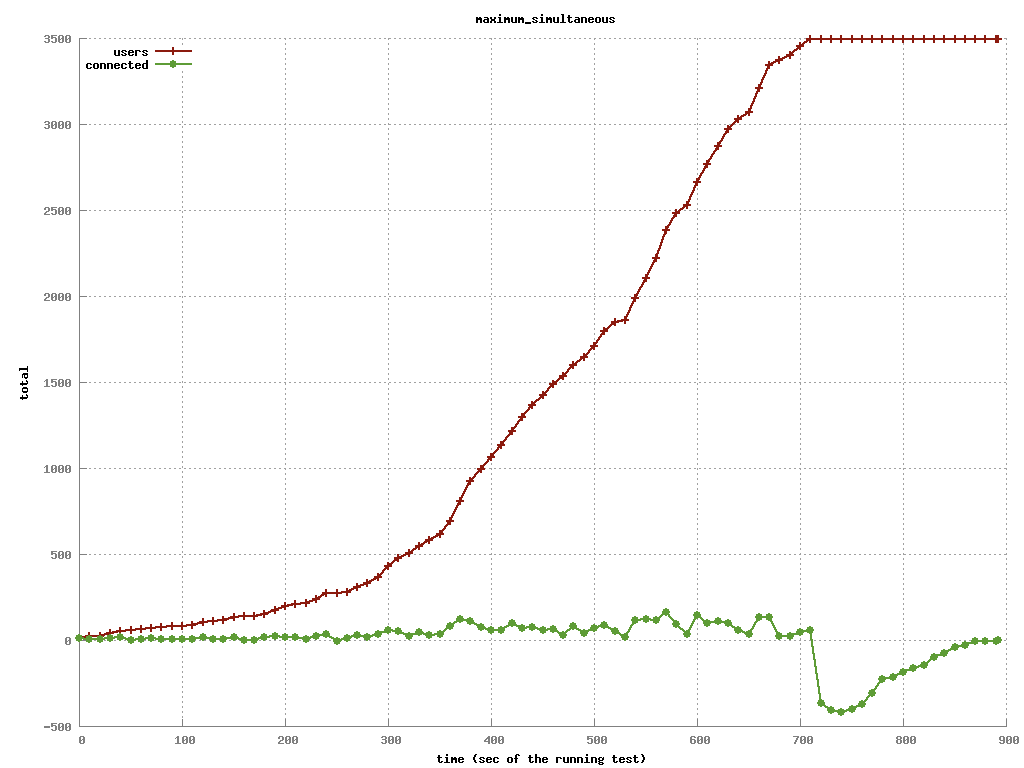 maximum_simultaneous
3500
users
connected
3000
2500
2000
1500
total
1000
500
0
-500
0 100 200 300 400 500 600 700 800 900
time (sec of the running test)